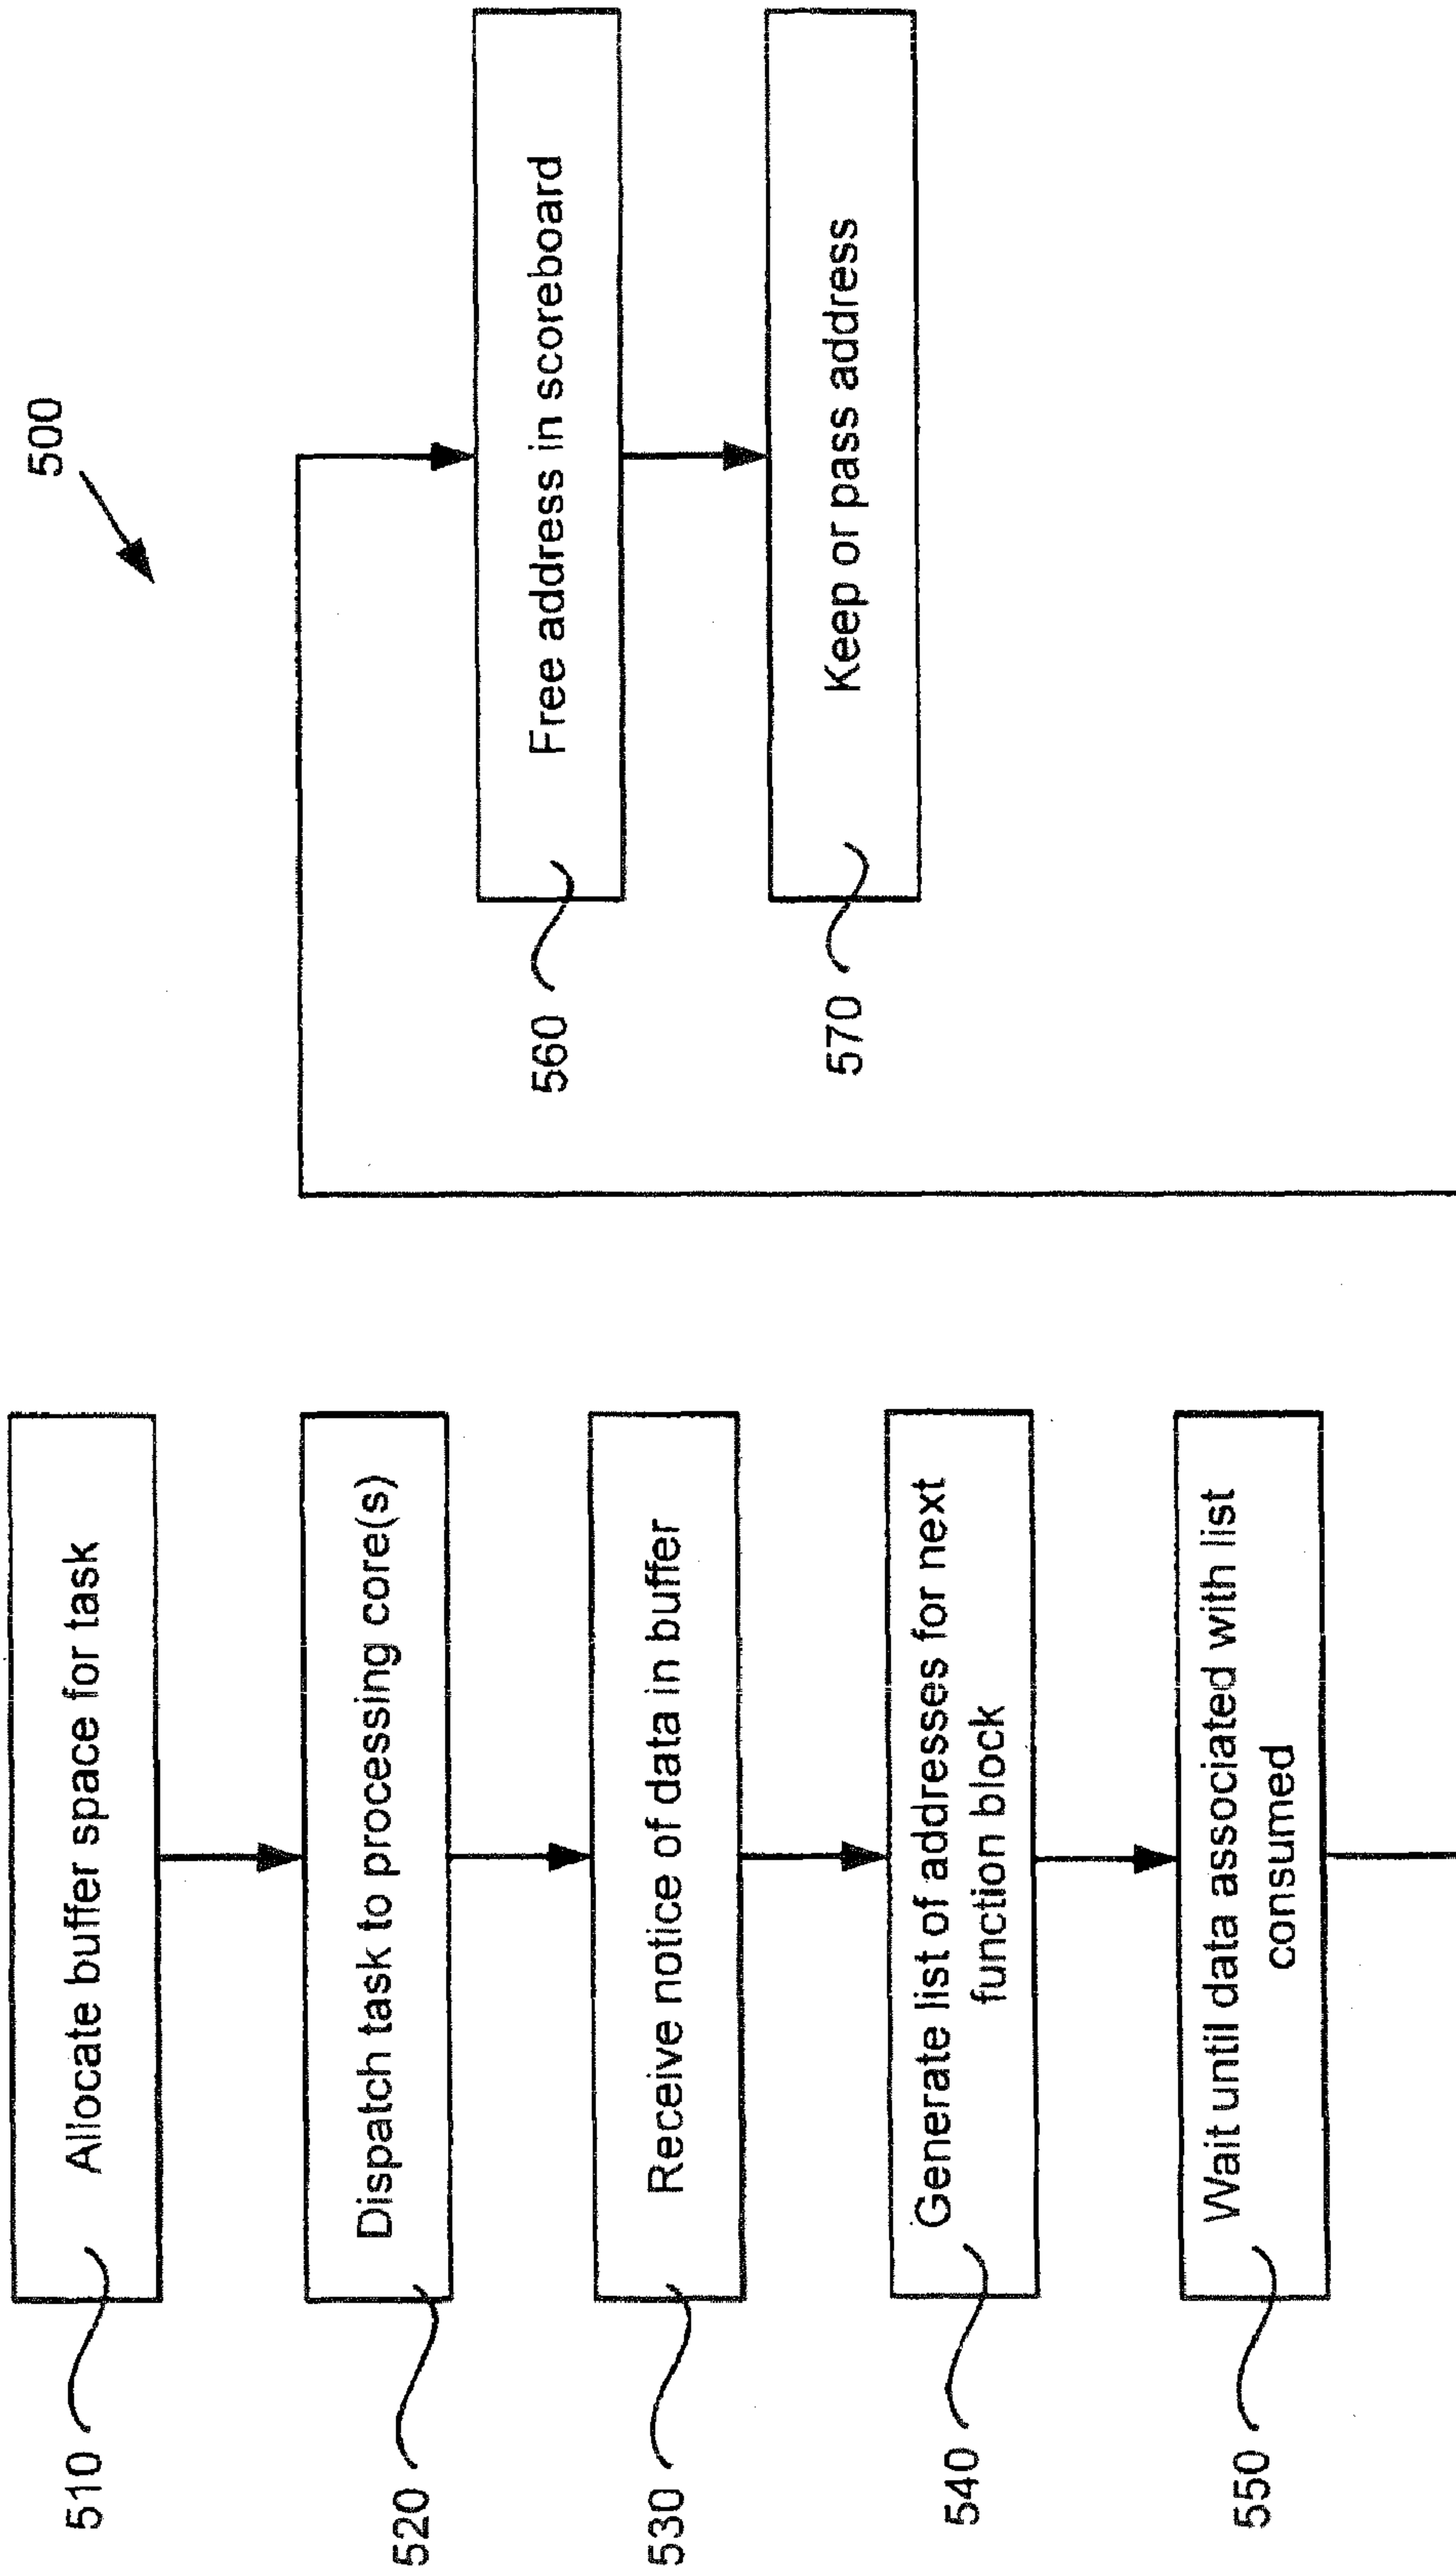 500
510
Allocate buffer space for task
520
Dispatch task to processing core(s)
530
Receive notice of data in buffer
540
Generate list of addresses for next
function block
550
Wait until data associated with list
consumed
560
Free address in scoreboard
570
Keep or pass address